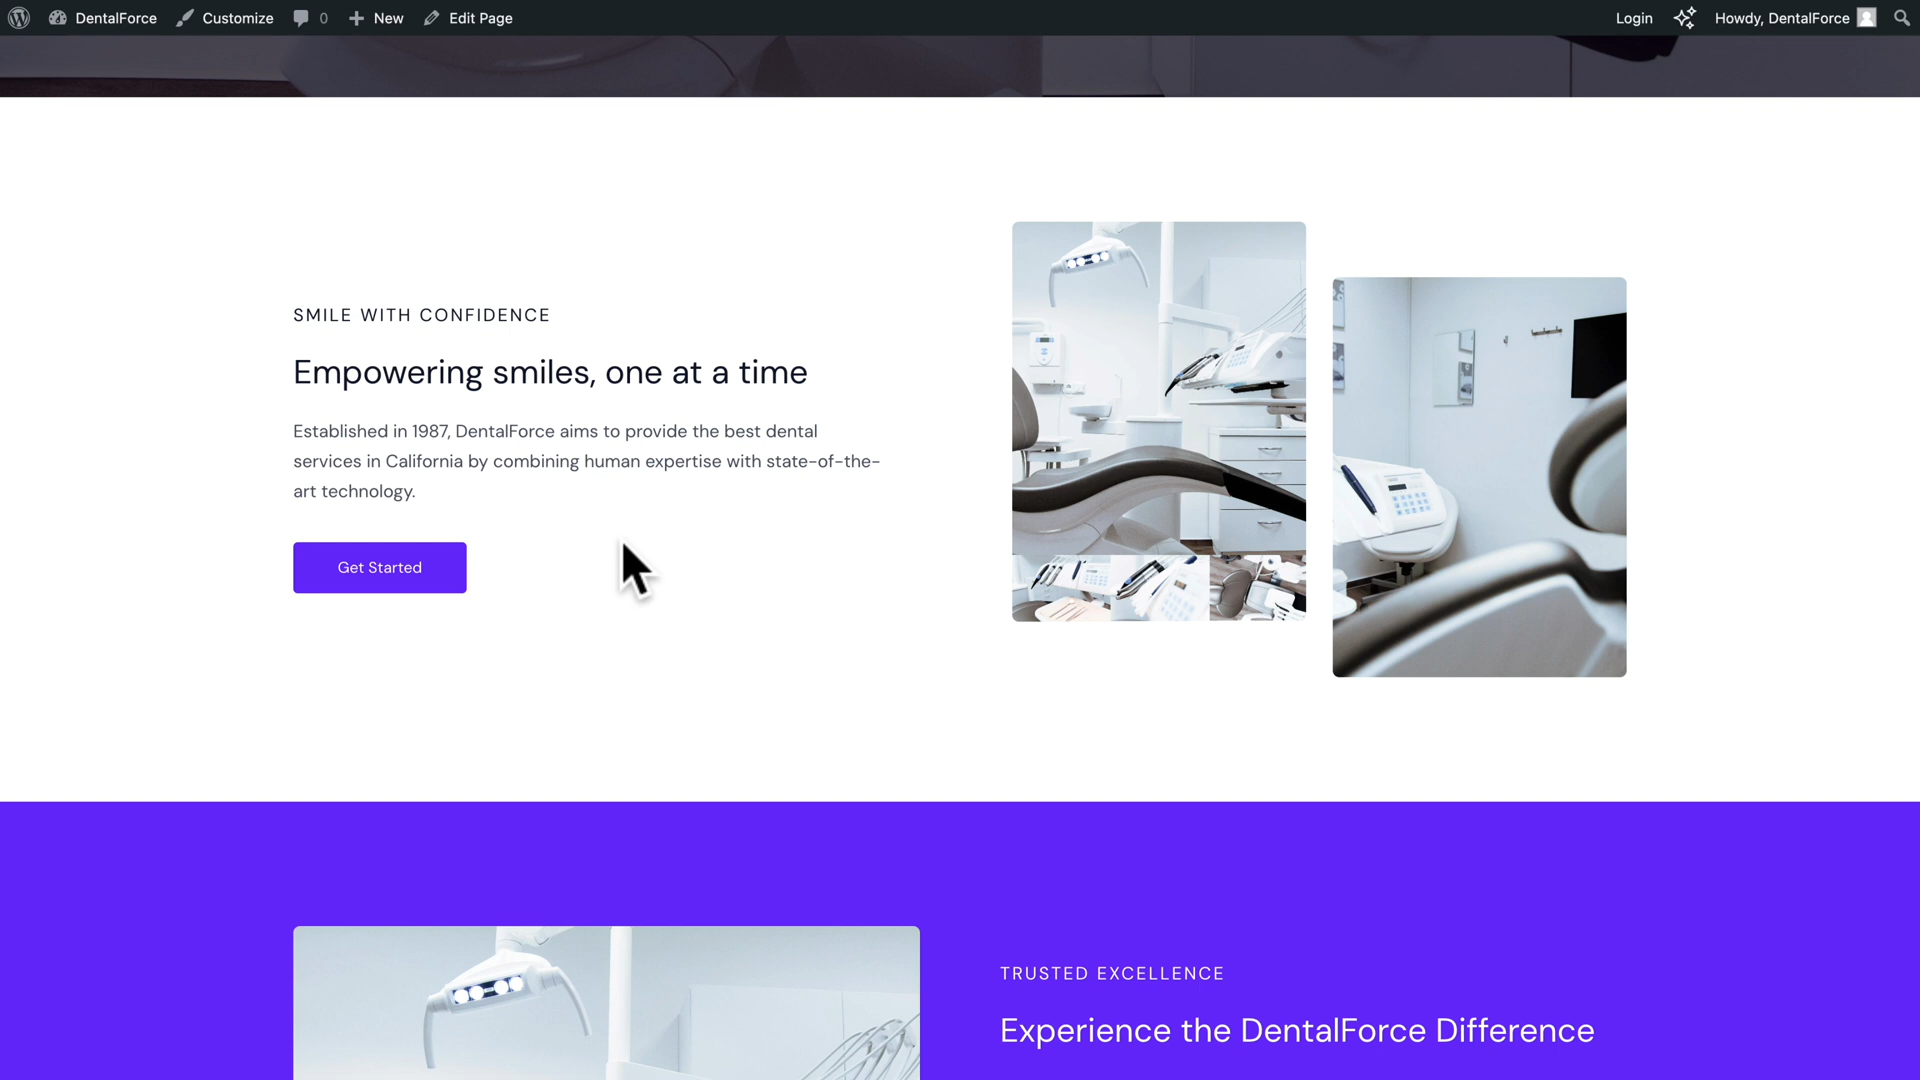 DentalForce
Customize
0
New
Edit Page
Login
Howdy, DentalForce
SMILE WITH CONFIDENCE
Empowering smiles, one at a time
Established in 1987, DentalForce aims to provide the best dental
services in California by combining human expertise with state-of-the-
art technology.
Get Started
TRUSTED EXCELLENCE
Experience the DentalForce Difference